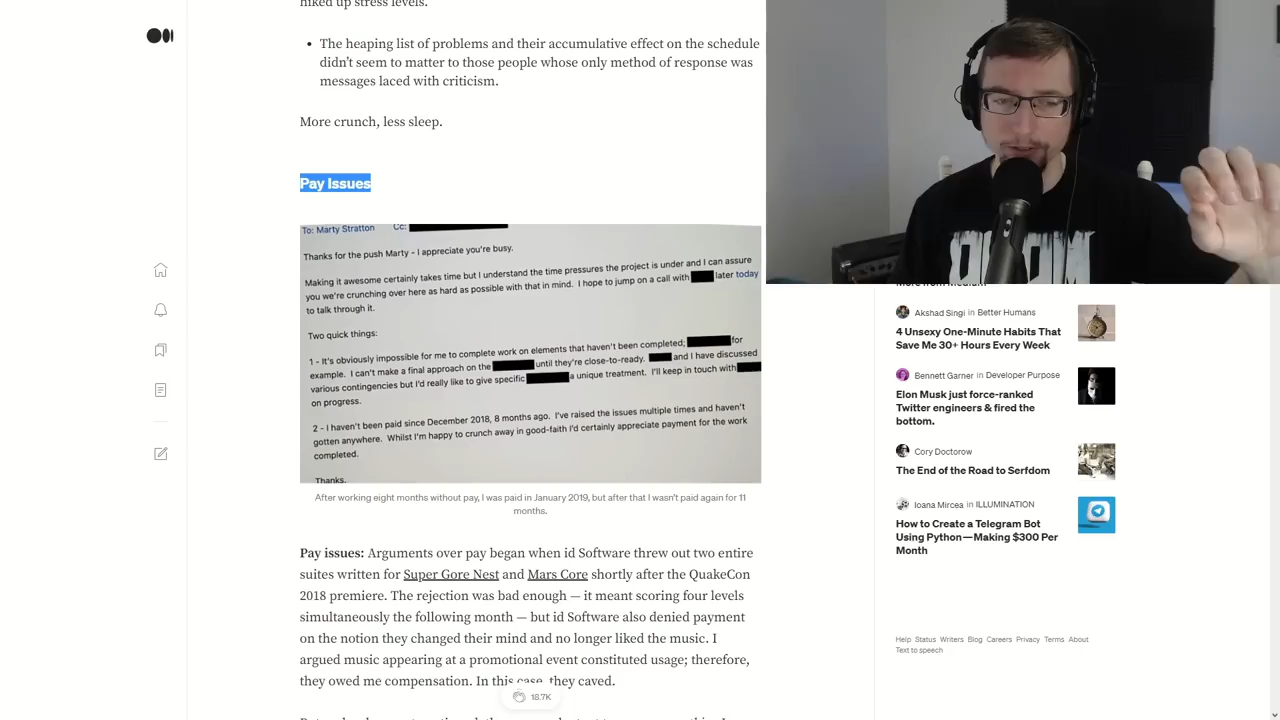 hiked up stress levels.
• The heaping list of problems and their accumulative effect on the schedule
didn't seem to matter to those people whose only method of response was
messages laced with criticism.
More crunch, less sleep.
Pay Issues
To: Marty Stratton Cc:
Thanks for the push Marty - I appreciate you're busy.
Making it awesome certainly takes time but I understand the time pressures the project is under and I can assure
you we're crunching over here as hard as possible with that in mind. I hope to jump on a call with later today
to talk through it.
Two quick things:
1 - It's obviously impossible for me to complete work on elements that haven't been completed; for
example. I can't make a final approach on the until they're close-to-ready. and I have discussed
various contingencies but I'd really like to give specific a unique treatment. I'll keep in touch with
on progress.
2 - I haven't been paid since December 2018, 8 months ago. I've raised the issues multiple times and haven't
gotten anywhere. Whilst I'm happy to crunch away in good-faith I'd certainly appreciate payment for the work
completed.
Thanks.
After working eight months without pay, I was paid in January 2019, but after that I wasn't paid again for 11
months.
Pay issues: Arguments over pay began when id Software threw out two entire
suites written for Super Gore Nest and Mars Core shortly after the QuakeCon
2018 premiere. The rejection was bad enough — it meant scoring four levels
simultaneously the following month — but id Software also denied payment
on the notion they changed their mind and no longer liked the music. I
argued music appearing at a promotional event constituted usage; therefore,
they owed me compensation. In this case, they caved.
18.7K
More from Medium
Akshad Singi in Better Humans
4 Unsexy One-Minute Habits That
Save Me 30+ Hours Every Week
Bennett Garner in Developer Purpose
Elon Musk just force-ranked
Twitter engineers & fired the
bottom.
Cory Doctorow
The End of the Road to Serfdom
Ioana Mircea in ILLUMINATION
How to Create a Telegram Bot
Using Python—Making $300 Per
Month
Help Status Writers Blog Careers Privacy Terms About
Text to speech